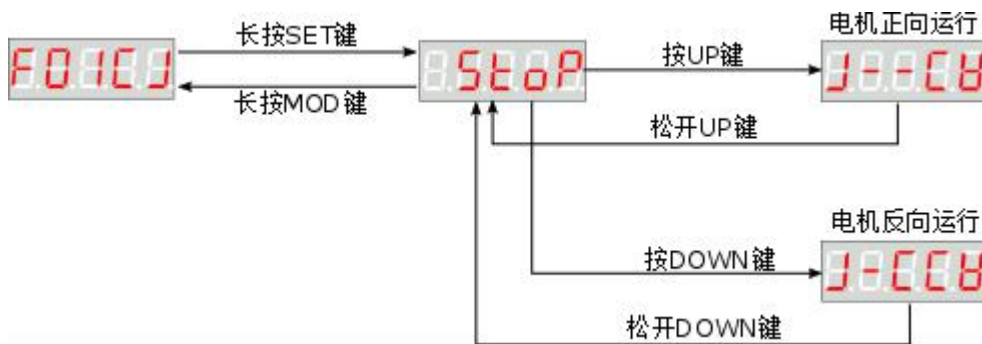 电机正向运行
长按SET键
按UP键
F01CJ
StoP
J--CW
长按MOD键
松开UP键
电机反向运行
按DOWN键
J-CCW
松开DOWN键